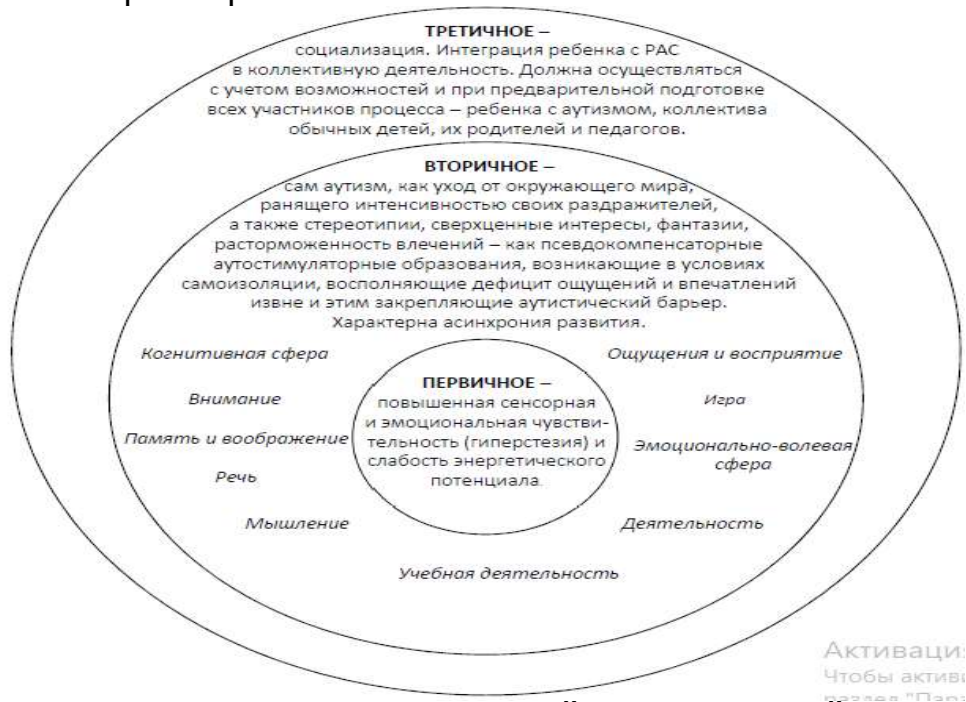 ТРЕТИЧНОЕ –
социализация. Интеграция ребенка с РАС
в коллективную деятельность. Должна осуществляться
с учетом возможностей и при предварительной подготовке
всех участников процесса – ребенка с аутизмом, коллектива
обычных детей, их родителей и педагогов.
ВТОРИЧНОЕ –
сам аутизм, как уход от окружающего мира,
ранящего интенсивностью своих раздражителей,
а также стереотипии, сверхценные интересы, фантазии,
расторможенность влечений – как псевдокомпенсаторные
аутостимуляторные образования, возникающие в условиях
самоизоляции, восполняющие дефицит ощущений и впечатлений
извне и этим закрепляющие аутистический барьер.
Характерна асинхрония развития.
Когнитивная сфера
Внимание
Память и воображение
Речь
Мышление
ПЕРВИЧНОЕ –
повышенная сенсорная
и эмоциональная чувстви-
тельность (гиперстезия) и
слабость энергетического
потенциала.
Ощущения и восприятие
Игра
Эмоционально-волевая
сфера
Деятельность
Учебная деятельность
Активаци
Чтобы актив
раздел "Пара